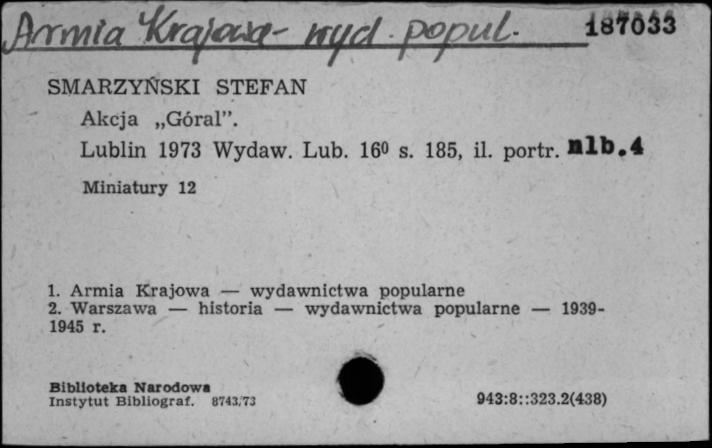 Armia Krajowa - wyd. popul.
187033
SMARZYŃSKI STEFAN
Akcja „Góral”.
Lublin 1973 Wydaw. Lub. 16⁰ s. 185, il. portr. nlb.4
Miniatury 12
1. Armia Krajowa — wydawnictwa popularne
2. Warszawa — historia — wydawnictwa popularne — 1939-
1945 r.
Biblioteka Narodowa
Instytut Bibliograf. 8743/73
943:8::323.2(438)